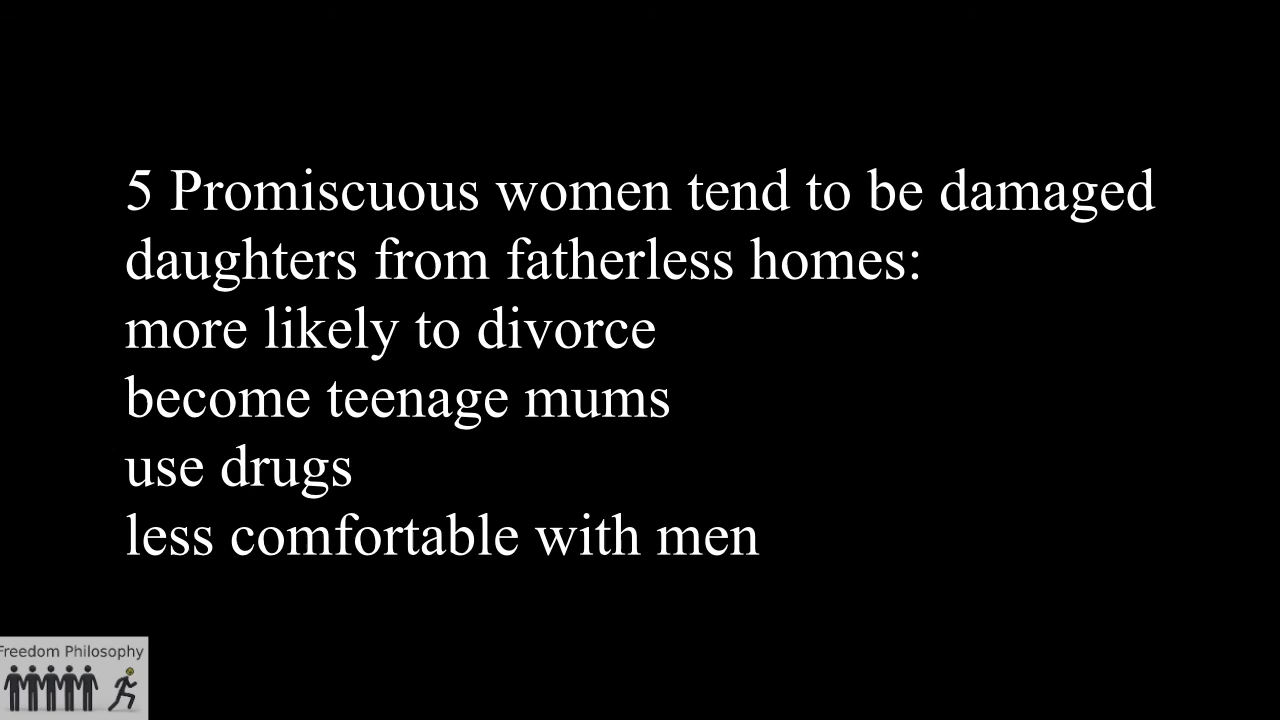 5 Promiscuous women tend to be damaged
daughters from fatherless homes:
more likely to divorce
become teenage mums
use drugs
less comfortable with men
Freedom Philosophy